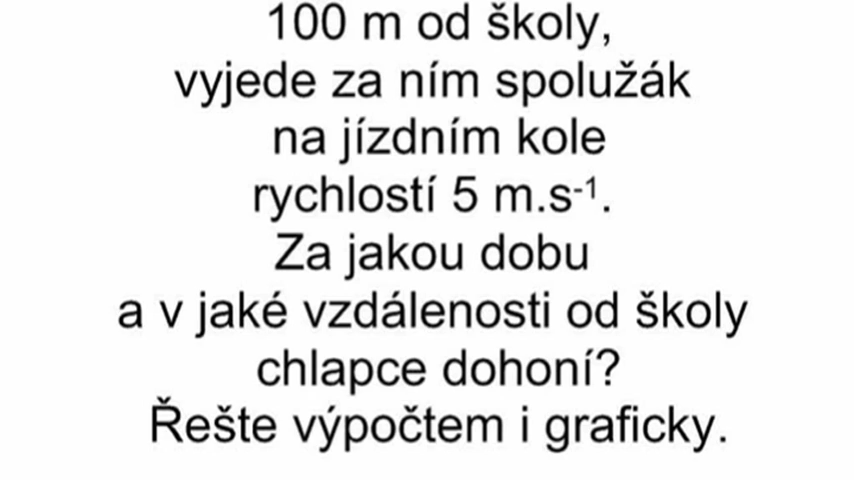 100 m od školy,
vyjede za ním spolužák
na jízdním kole
rychlostí 5 m.s⁻¹.
Za jakou dobu
a v jaké vzdálenosti od školy
chlapce dohoní?
Řešte výpočtem i graficky.